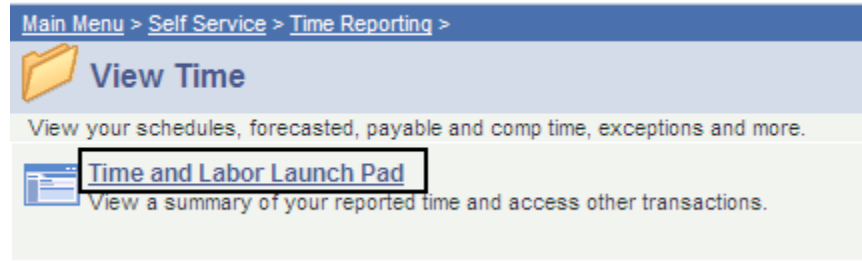 Main Menu > Self Service > Time Reporting >
View Time
View your schedules, forecasted, payable and comp time, exceptions and more.
Time and Labor Launch Pad
View a summary of your reported time and access other transactions.